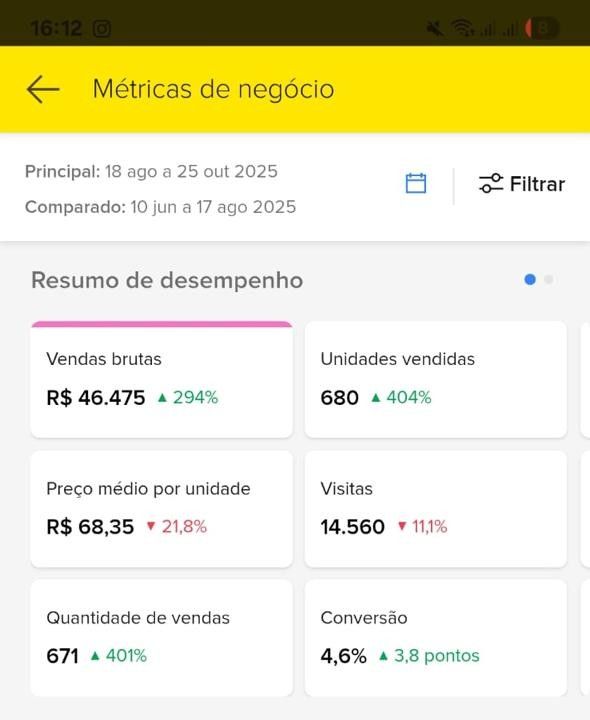 16:12
Métricas de negócio
Principal: 18 ago a 25 out 2025
Comparado: 10 jun a 17 ago 2025
Filtrar
Resumo de desempenho
Vendas brutas
R$ 46.475 ▲ 294%
Unidades vendidas
680 ▲ 404%
Preço médio por unidade
R$ 68,35 ▼ 21,8%
Visitas
14.560 ▼ 11,1%
Quantidade de vendas
671 ▲ 401%
Conversão
4,6% ▲ 3,8 pontos